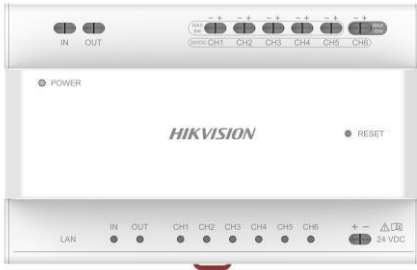 − + − + − + − + − + − +
IN OUT CH1 CH2 CH3 CH4 CH5 CH6
POWER
HIKVISION
RESET
IN OUT CH1 CH2 CH3 CH4 CH5 CH6 + −
LAN 24 VDC